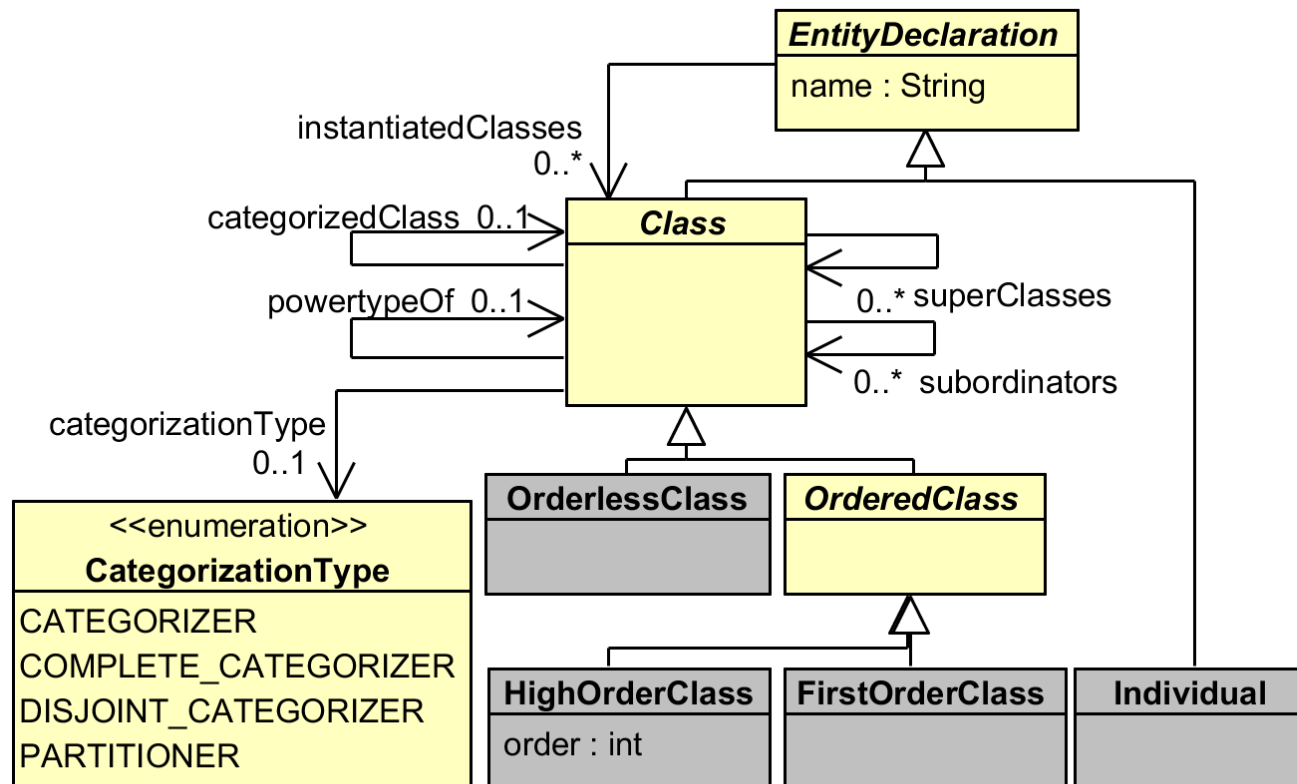 EntityDeclaration
name : String
instantiatedClasses
0..*
categorizedClass 0..1
Class
powertypeOf 0..1
0..* superClasses
0..* subordinators
categorizationType
0..1
<<enumeration>>
CategorizationType
CATEGORIZER
COMPLETE_CATEGORIZER
DISJOINT_CATEGORIZER
PARTITIONER
OrderlessClass
OrderedClass
HighOrderClass
order : int
FirstOrderClass
Individual